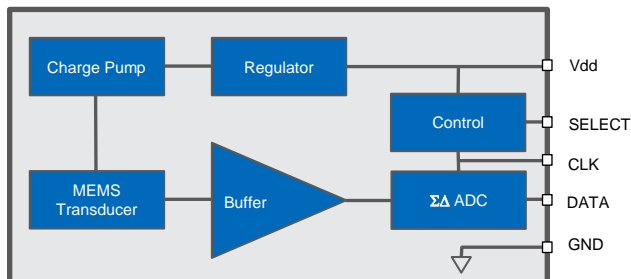 Charge Pump
Regulator
Vdd
Control
SELECT
CLK
MEMS
Transducer
Buffer
ΣΔ ADC
DATA
GND